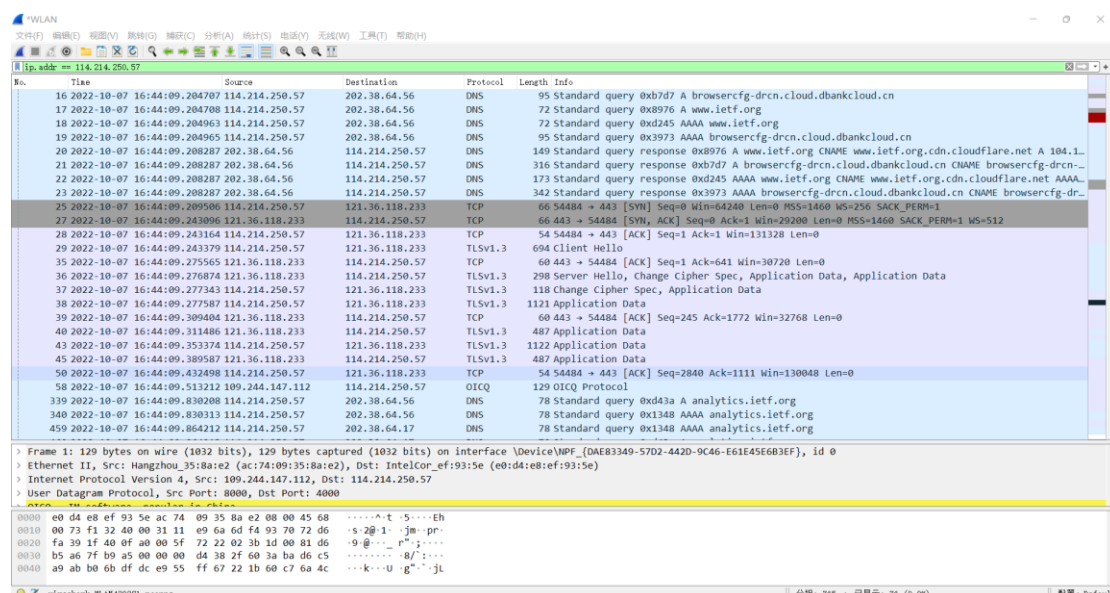 *WLAN
文件(F) 编辑(E) 视图(V) 跳转(G) 捕获(C) 分析(A) 统计(S) 电话(Y) 无线(W) 工具(T) 帮助(H)
ip.addr == 114.214.250.57
No. Time Source Destination Protocol Length Info
16 2022-10-07 16:44:09.204707 114.214.250.57 202.38.64.56 DNS 95 Standard query 0xb7d7 A browsercfg-drcn.cloud.dbankcloud.cn
17 2022-10-07 16:44:09.204708 114.214.250.57 202.38.64.56 DNS 72 Standard query 0x8976 A www.ietf.org
18 2022-10-07 16:44:09.204963 114.214.250.57 202.38.64.56 DNS 72 Standard query 0xd245 AAAA www.ietf.org
19 2022-10-07 16:44:09.204965 114.214.250.57 202.38.64.56 DNS 95 Standard query 0x3973 AAAA browsercfg-drcn.cloud.dbankcloud.cn
20 2022-10-07 16:44:09.208287 202.38.64.56 114.214.250.57 DNS 149 Standard query response 0x8976 A www.ietf.org CNAME www.ietf.org.cdn.cloudflare.net A 104.1…
21 2022-10-07 16:44:09.208287 202.38.64.56 114.214.250.57 DNS 316 Standard query response 0xb7d7 A browsercfg-drcn.cloud.dbankcloud.cn CNAME browsercfg-drcn-…
22 2022-10-07 16:44:09.208287 202.38.64.56 114.214.250.57 DNS 173 Standard query response 0xd245 AAAA www.ietf.org CNAME www.ietf.org.cdn.cloudflare.net AAAA…
23 2022-10-07 16:44:09.208287 202.38.64.56 114.214.250.57 DNS 342 Standard query response 0x3973 AAAA browsercfg-drcn.cloud.dbankcloud.cn CNAME browsercfg-dr…
25 2022-10-07 16:44:09.209506 114.214.250.57 121.36.118.233 TCP 66 54484 → 443 [SYN] Seq=0 Win=64240 Len=0 MSS=1460 WS=256 SACK_PERM=1
27 2022-10-07 16:44:09.243096 121.36.118.233 114.214.250.57 TCP 66 443 → 54484 [SYN, ACK] Seq=0 Ack=1 Win=29200 Len=0 MSS=1460 SACK_PERM=1 WS=512
28 2022-10-07 16:44:09.243164 114.214.250.57 121.36.118.233 TCP 54 54484 → 443 [ACK] Seq=1 Ack=1 Win=131328 Len=0
29 2022-10-07 16:44:09.243379 114.214.250.57 121.36.118.233 TLSv1.3 694 Client Hello
35 2022-10-07 16:44:09.275565 121.36.118.233 114.214.250.57 TCP 60 443 → 54484 [ACK] Seq=1 Ack=641 Win=30720 Len=0
36 2022-10-07 16:44:09.276874 121.36.118.233 114.214.250.57 TLSv1.3 298 Server Hello, Change Cipher Spec, Application Data, Application Data
37 2022-10-07 16:44:09.277343 114.214.250.57 121.36.118.233 TLSv1.3 118 Change Cipher Spec, Application Data
38 2022-10-07 16:44:09.277587 114.214.250.57 121.36.118.233 TLSv1.3 1121 Application Data
39 2022-10-07 16:44:09.309404 121.36.118.233 114.214.250.57 TCP 60 443 → 54484 [ACK] Seq=245 Ack=1772 Win=32768 Len=0
40 2022-10-07 16:44:09.311486 121.36.118.233 114.214.250.57 TLSv1.3 487 Application Data
43 2022-10-07 16:44:09.353374 114.214.250.57 121.36.118.233 TLSv1.3 1122 Application Data
45 2022-10-07 16:44:09.389587 121.36.118.233 114.214.250.57 TLSv1.3 487 Application Data
50 2022-10-07 16:44:09.432498 114.214.250.57 121.36.118.233 TCP 54 54484 → 443 [ACK] Seq=2840 Ack=1111 Win=130048 Len=0
58 2022-10-07 16:44:09.513212 109.244.147.112 114.214.250.57 OICQ 129 OICQ Protocol
339 2022-10-07 16:44:09.830208 114.214.250.57 202.38.64.56 DNS 78 Standard query 0xd43a A analytics.ietf.org
340 2022-10-07 16:44:09.830313 114.214.250.57 202.38.64.56 DNS 78 Standard query 0x1348 AAAA analytics.ietf.org
459 2022-10-07 16:44:09.864212 114.214.250.57 202.38.64.17 DNS 78 Standard query 0x1348 AAAA analytics.ietf.org
> Frame 1: 129 bytes on wire (1032 bits), 129 bytes captured (1032 bits) on interface \Device\NPF_{DAE83349-57D2-442D-9C46-E61E45E6B3EF}, id 0
> Ethernet II, Src: Hangzhou_35:8a:e2 (ac:74:09:35:8a:e2), Dst: IntelCor_ef:93:5e (e0:d4:e8:ef:93:5e)
> Internet Protocol Version 4, Src: 109.244.147.112, Dst: 114.214.250.57
> User Datagram Protocol, Src Port: 8000, Dst Port: 4000
> OICQ - IM software, popular in China
0000 e0 d4 e8 ef 93 5e ac 74 09 35 8a e2 08 00 45 68 ·····^·t ·5····Eh
0010 00 73 f1 32 40 00 31 11 e9 6a 6d f4 93 70 72 d6 ·s·2@·1· ·jm··pr·
0020 fa 39 1f 40 0f a0 00 5f 72 22 02 3b 1d 00 81 d6 ·9·@···_ r"·;····
0030 b5 a6 7f b9 a5 00 00 00 d4 38 2f 60 3a ba d6 c5 ········ ·8/`:···
0040 a9 ab b0 6b df dc e9 55 ff 67 22 1b 60 c7 6a 4c ···k···U ·g"·`·jL